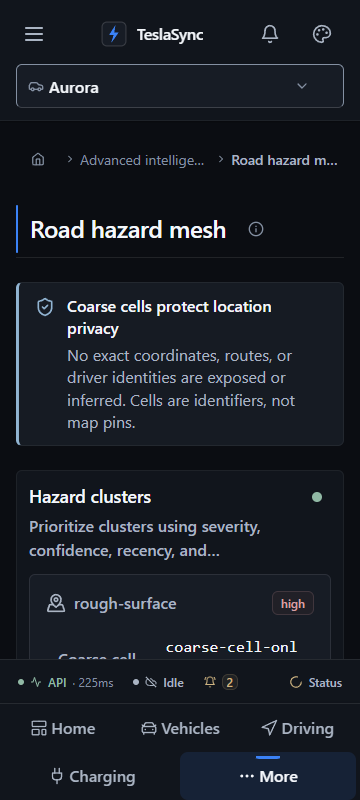 TeslaSync
Aurora
Advanced intellige... > Road hazard m...
Road hazard mesh
Coarse cells protect location
privacy
No exact coordinates, routes, or
driver identities are exposed or
inferred. Cells are identifiers, not
map pins.
Hazard clusters
Prioritize clusters using severity,
confidence, recency, and...
rough-surface high
coarse-cell-onl
Coarse cell
API · 225ms Idle 2 Status
Home Vehicles Driving
Charging ··· More